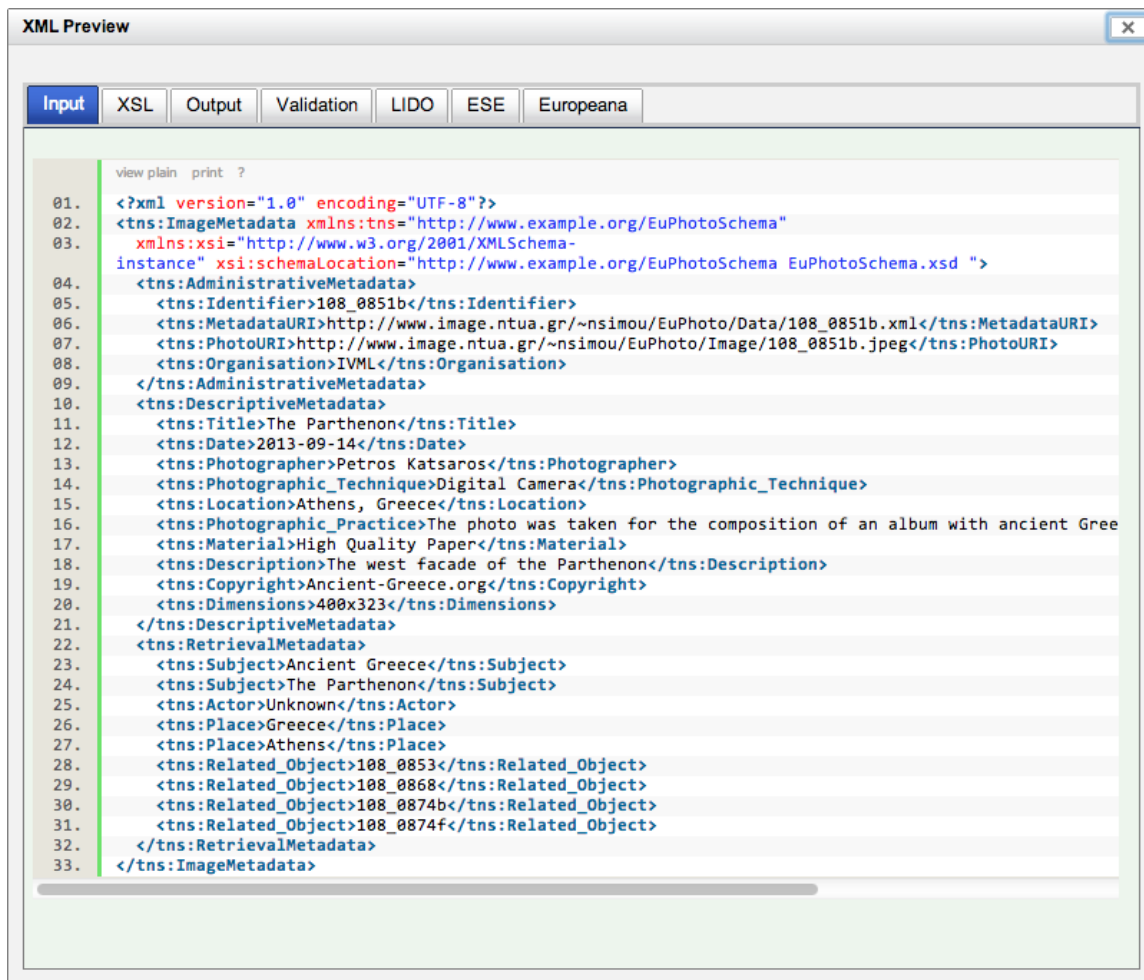 XML Preview
Input XSL Output Validation LIDO ESE Europeana
view plain print ?
01. <?xml version="1.0" encoding="UTF-8"?>
02. <tns:ImageMetadata xmlns:tns="http://www.example.org/EuPhotoSchema"
03. xmlns:xsi="http://www.w3.org/2001/XMLSchema-
instance" xsi:schemaLocation="http://www.example.org/EuPhotoSchema EuPhotoSchema.xsd ">
04. <tns:AdministrativeMetadata>
05. <tns:Identifier>108_0851b</tns:Identifier>
06. <tns:MetadataURI>http://www.image.ntua.gr/~nsimou/EuPhoto/Data/108_0851b.xml</tns:MetadataURI>
07. <tns:PhotoURI>http://www.image.ntua.gr/~nsimou/EuPhoto/Image/108_0851b.jpeg</tns:PhotoURI>
08. <tns:Organisation>IVML</tns:Organisation>
09. </tns:AdministrativeMetadata>
10. <tns:DescriptiveMetadata>
11. <tns:Title>The Parthenon</tns:Title>
12. <tns:Date>2013-09-14</tns:Date>
13. <tns:Photographer>Petros Katsaros</tns:Photographer>
14. <tns:Photographic_Technique>Digital Camera</tns:Photographic_Technique>
15. <tns:Location>Athens, Greece</tns:Location>
16. <tns:Photographic_Practice>The photo was taken for the composition of an album with ancient Gree
17. <tns:Material>High Quality Paper</tns:Material>
18. <tns:Description>The west facade of the Parthenon</tns:Description>
19. <tns:Copyright>Ancient-Greece.org</tns:Copyright>
20. <tns:Dimensions>400x323</tns:Dimensions>
21. </tns:DescriptiveMetadata>
22. <tns:RetrievalMetadata>
23. <tns:Subject>Ancient Greece</tns:Subject>
24. <tns:Subject>The Parthenon</tns:Subject>
25. <tns:Actor>Unknown</tns:Actor>
26. <tns:Place>Greece</tns:Place>
27. <tns:Place>Athens</tns:Place>
28. <tns:Related_Object>108_0853</tns:Related_Object>
29. <tns:Related_Object>108_0868</tns:Related_Object>
30. <tns:Related_Object>108_0874b</tns:Related_Object>
31. <tns:Related_Object>108_0874f</tns:Related_Object>
32. </tns:RetrievalMetadata>
33. </tns:ImageMetadata>